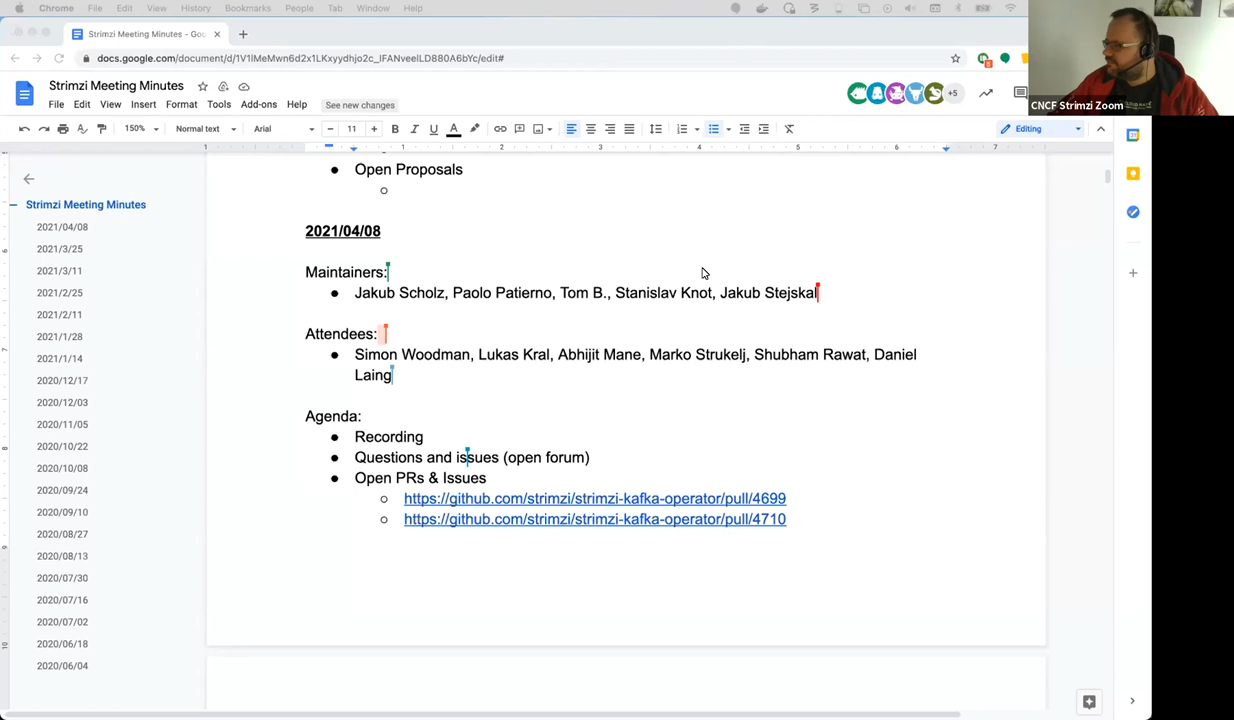 Chrome File Edit View History Bookmarks People Tab Window Help
Strimzi Meeting Minutes - Goo
docs.google.com/document/d/1V1lMeMwn6d2x1LKxyydhjo2c_IFANveelLD880A6bYc/edit#
Strimzi Meeting Minutes
File Edit View Insert Format Tools Add-ons Help See new changes
+5
CNCF Strimzi Zoom
150% Normal text Arial 11 Editing
1 1 2 3 4 5 6 7
Strimzi Meeting Minutes
2021/04/08
2021/3/25
2021/3/11
2021/2/25
2021/2/11
2021/1/28
2021/1/14
2020/12/17
2020/12/03
2020/11/05
2020/10/22
2020/10/08
2020/09/24
2020/09/10
2020/08/27
2020/08/13
2020/07/30
2020/07/16
2020/07/02
2020/06/18
2020/06/04
Open Proposals
2021/04/08
Maintainers:
Jakub Scholz, Paolo Patierno, Tom B., Stanislav Knot, Jakub Stejskal
Attendees:
Simon Woodman, Lukas Kral, Abhijit Mane, Marko Strukelj, Shubham Rawat, Daniel
Laing
Agenda:
Recording
Questions and issues (open forum)
Open PRs & Issues
https://github.com/strimzi/strimzi-kafka-operator/pull/4699
https://github.com/strimzi/strimzi-kafka-operator/pull/4710